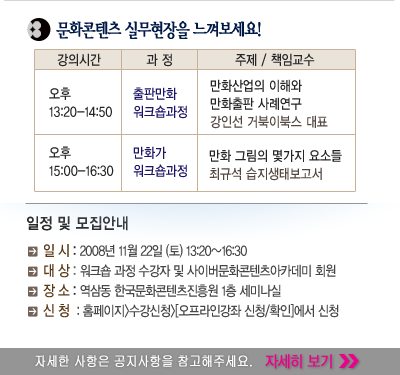 문화콘텐츠 실무현장을 느껴보세요!
강의시간 과 정 주제 / 책임교수
오후
13:20~14:50
출판만화
워크숍과정
만화산업의 이해와
만화출판 사례연구
강인선 거북이북스 대표
오후
15:00~16:30
만화가
워크숍과정
만화 그림의 몇가지 요소들
최규석 습지생태보고서
일정 및 모집안내
일 시 : 2008년 11월 22일 (토) 13:20~16:30
대 상 : 워크숍 과정 수강자 및 사이버문화콘텐츠아카데미 회원
장 소 : 역삼동 한국문화콘텐츠진흥원 1층 세미나실
신 청 : 홈페이지>수강신청>[오프라인강좌 신청/확인]에서 신청
자세한 사항은 공지사항을 참고해주세요. 자세히 보기